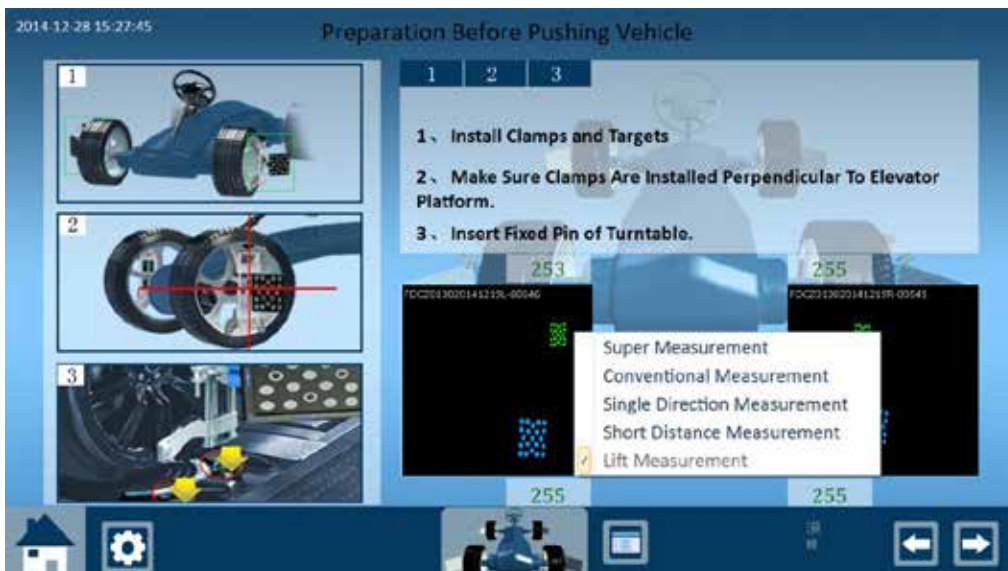 2014-12-28 15:27:45
Preparation Before Pushing Vehicle
1
2
3
1 2 3
1、 Install Clamps and Targets
2、 Make Sure Clamps Are Installed Perpendicular To Elevator
Platform.
3、 Insert Fixed Pin of Turntable.
253
255
Super Measurement
Conventional Measurement
Single Direction Measurement
Short Distance Measurement
Lift Measurement
255
255